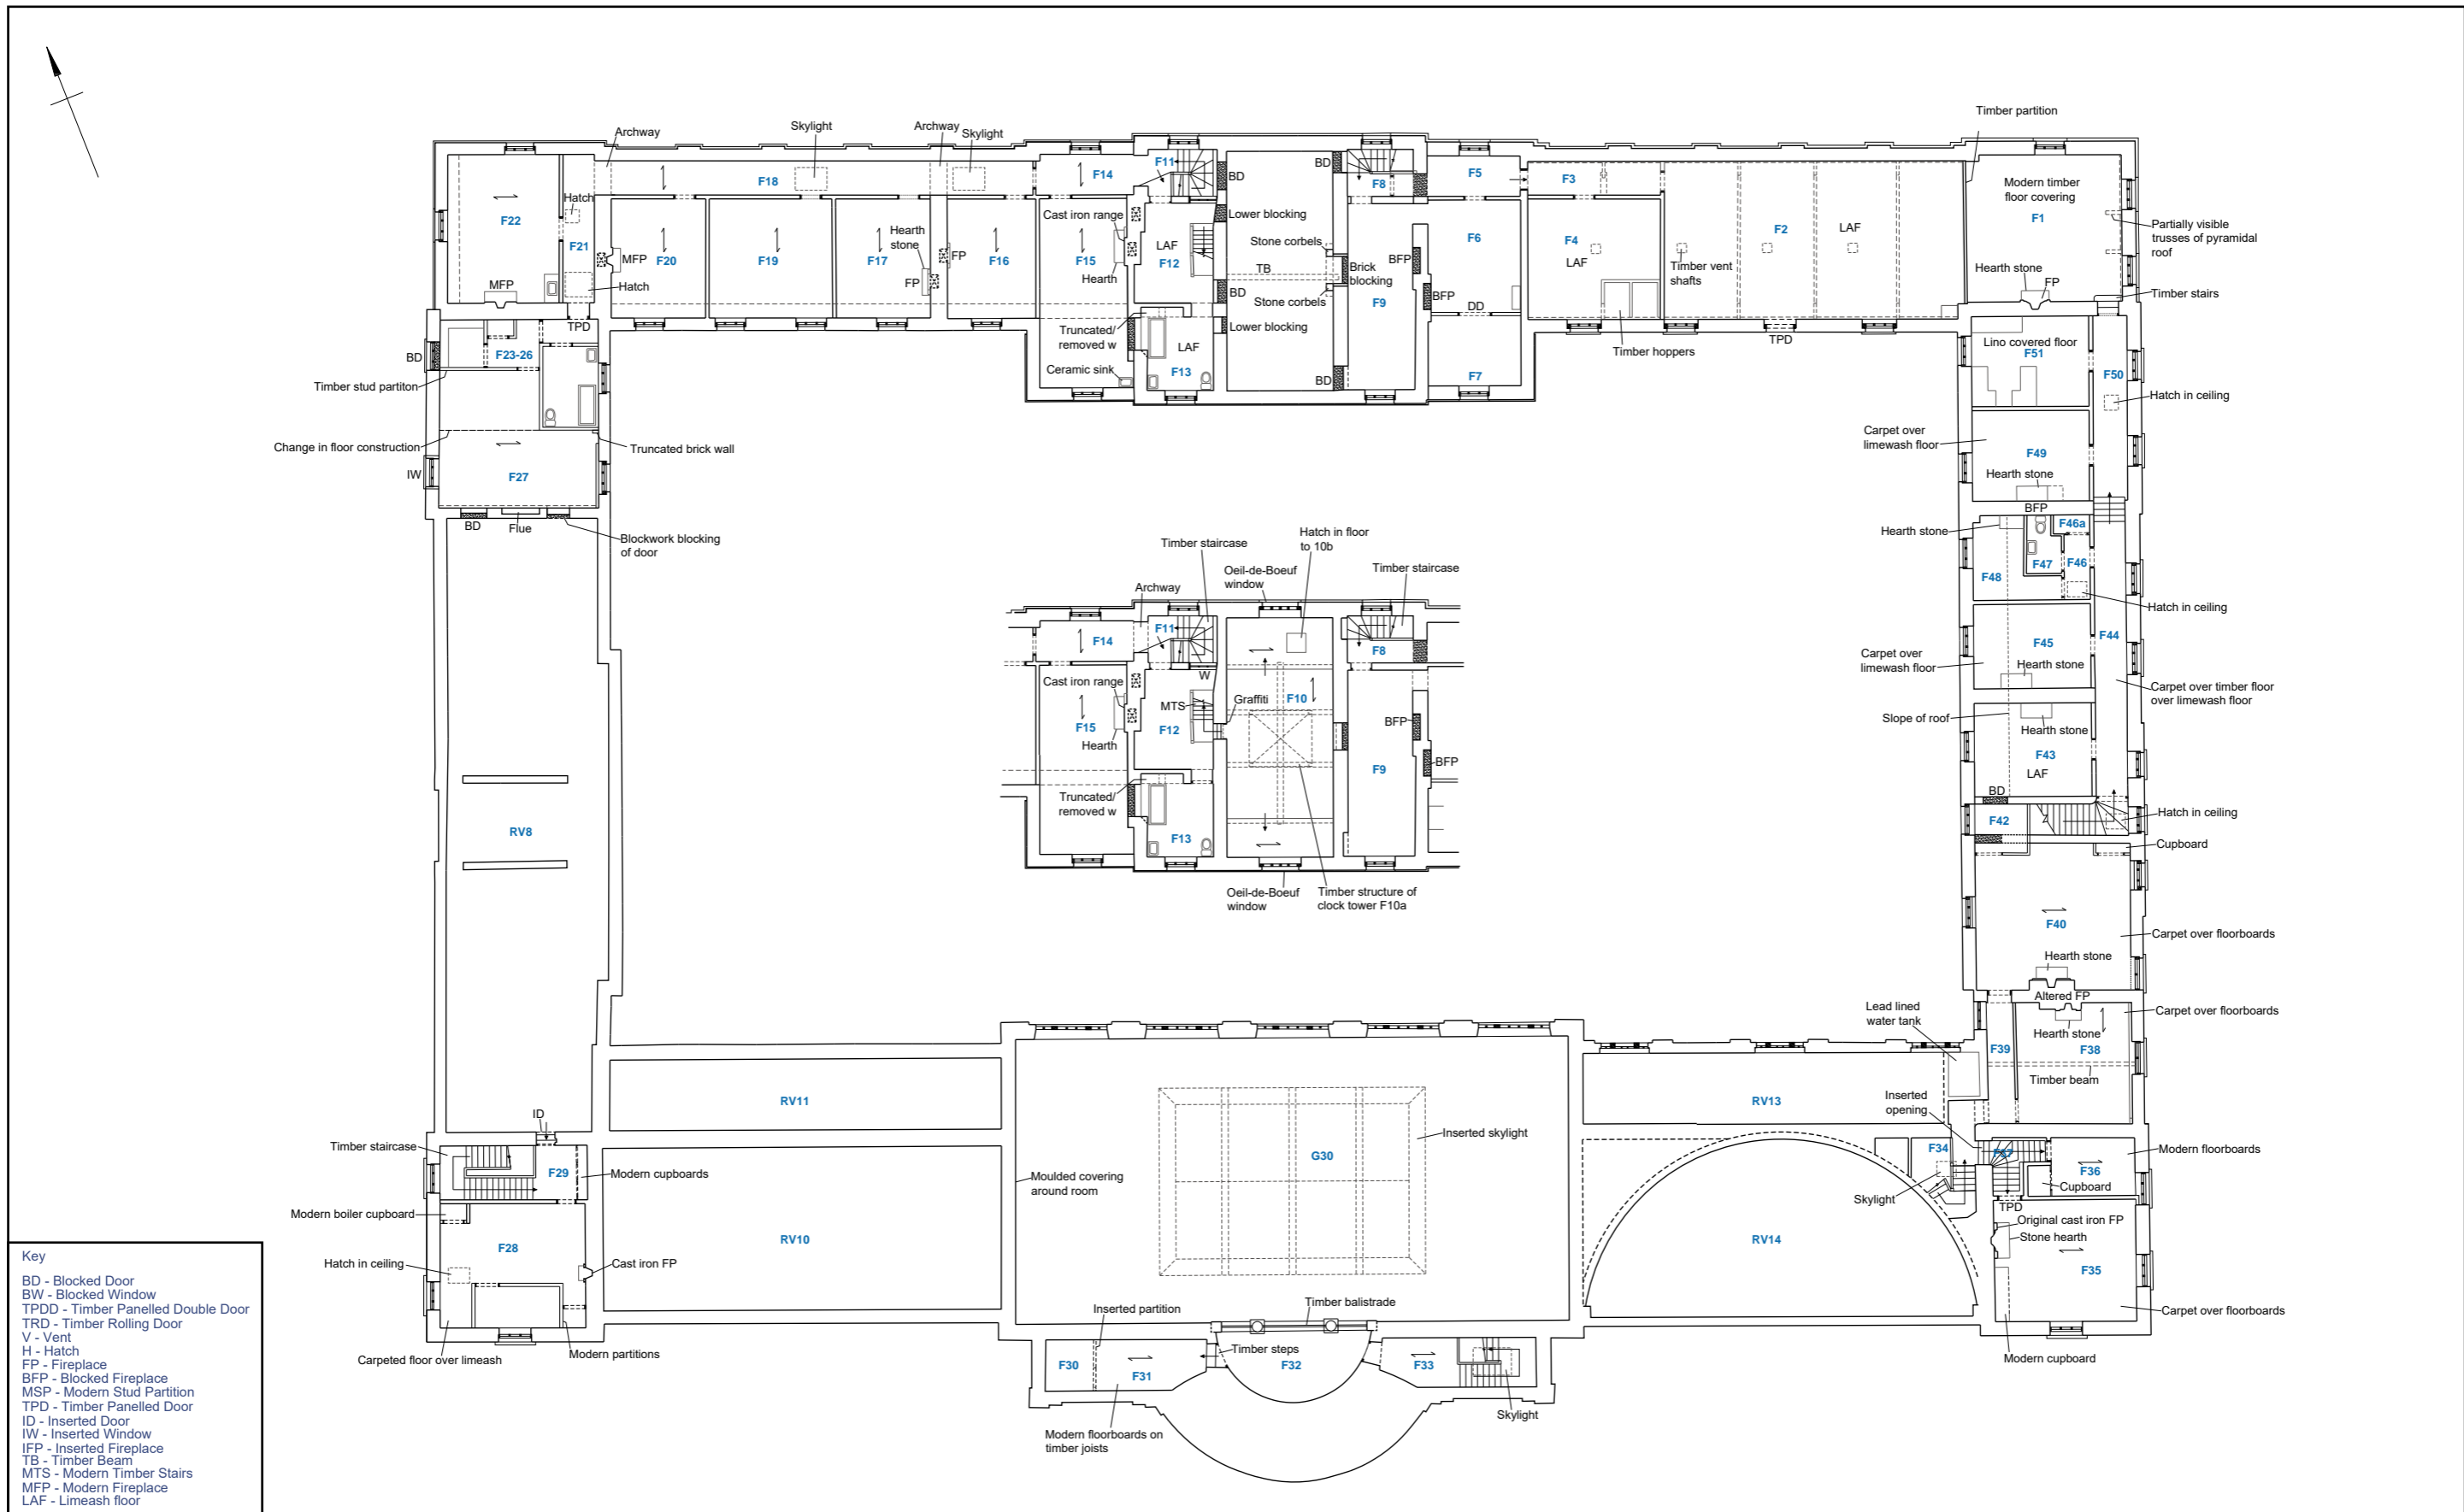 Timber partition
Archway
Skylight
Archway
Skylight
F11
F14
F18
BD
BD
F8
F5
F3
Modern timber
floor covering
F1
F22
Hatch
F21
Cast iron range
Lower blocking
Partially visible
trusses of pyramidal
roof
Hearth
stone
MFP
F20
F19
F17
FP
F16
F15
Hearth
LAF
F12
Stone corbels
TB
Brick
blocking
BFP
F6
F4
LAF
F2
LAF
Timber vent
shafts
Hearth stone
FP
Hatch
MFP
FP
BD
Stone corbels
F9
BFP
DD
Timber stairs
TPD
Truncated/
removed w
Lower blocking
TPD
BD
F23-26
LAF
F13
Timber hoppers
Lino covered floor
F51
F50
Timber stud partiton
Ceramic sink
BD
F7
Hatch in ceiling
Change in floor construction
Truncated brick wall
Carpet over
limewash floor
F49
Hearth stone
IW
F27
BD
Flue
Blockwork blocking
of door
BFP
Hearth stone
F46a
F47
F46
F48
Hatch in ceiling
Timber staircase
Hatch in floor
to 10b
Oeil-de-Boeuf
window
Timber staircase
Archway
F11
F14
F8
F45
F44
Carpet over
limewash floor
Hearth stone
Cast iron range
W
MTS
Graffiti
F10
F15
F12
Hearth
BFP
F9
BFP
Carpet over timber floor
over limewash floor
Slope of roof
Hearth stone
F43
LAF
Truncated/
removed w
F13
BD
F42
Hatch in ceiling
RV8
Cupboard
Oeil-de-Boeuf
window
Timber structure of
clock tower F10a
F40
Carpet over floorboards
Hearth stone
Altered FP
Lead lined
water tank
Carpet over floorboards
Hearth stone
F39
F38
Timber beam
RV11
RV13
Inserted
opening
ID
Timber staircase
F29
Modern cupboards
Moulded covering
around room
G30
Inserted skylight
F34
Modern floorboards
F36
Cupboard
Skylight
TPD
Modern boiler cupboard
Original cast iron FP
Stone hearth
F28
RV10
RV14
Hatch in ceiling
Cast iron FP
F35
Inserted partition
Timber balistrade
Carpet over floorboards
Carpeted floor over limeash
Modern partitions
F30
F31
Timber steps
F32
F33
Modern cupboard
Skylight
Modern floorboards on
timber joists
Key
BD - Blocked Door
BW - Blocked Window
TPDD - Timber Panelled Double Door
TRD - Timber Rolling Door
V - Vent
H - Hatch
FP - Fireplace
BFP - Blocked Fireplace
MSP - Modern Stud Partition
TPD - Timber Panelled Door
ID - Inserted Door
IW - Inserted Window
IFP - Inserted Fireplace
TB - Timber Beam
MTS - Modern Timber Stairs
MFP - Modern Fireplace
LAF - Limeash floor